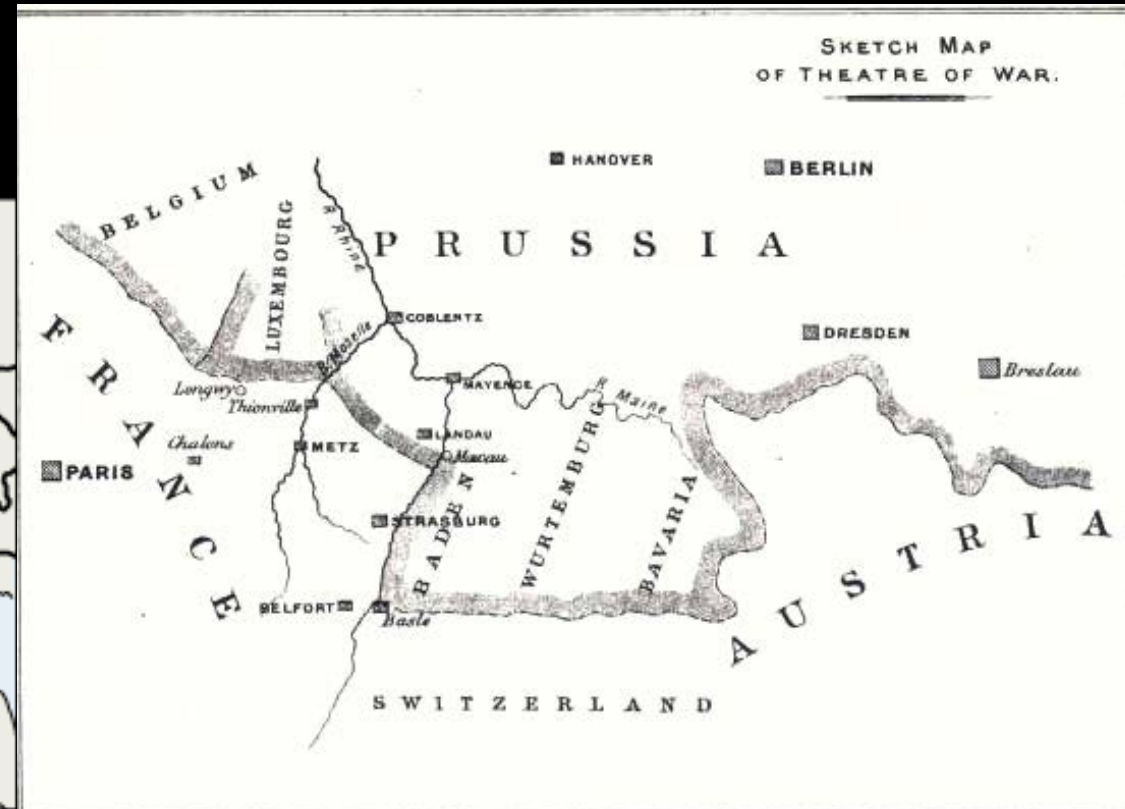 SKETCH MAP
OF THEATRE OF WAR.
HANOVER
BERLIN
BELGIUM
LUXEMBOURG
R Rhine
PRUSSIA
COBLENTZ
DRESDEN
FRANCE
R. Mozelle
Longwy
MAYENCE
R Maine
Breslau
Thionville
Chalons
METZ
LANDAU
PARIS
STRASBURG
BADEN
WURTEMBURG
BAVARIA
AUSTRIA
BELFORT
Basle
SWITZERLAND